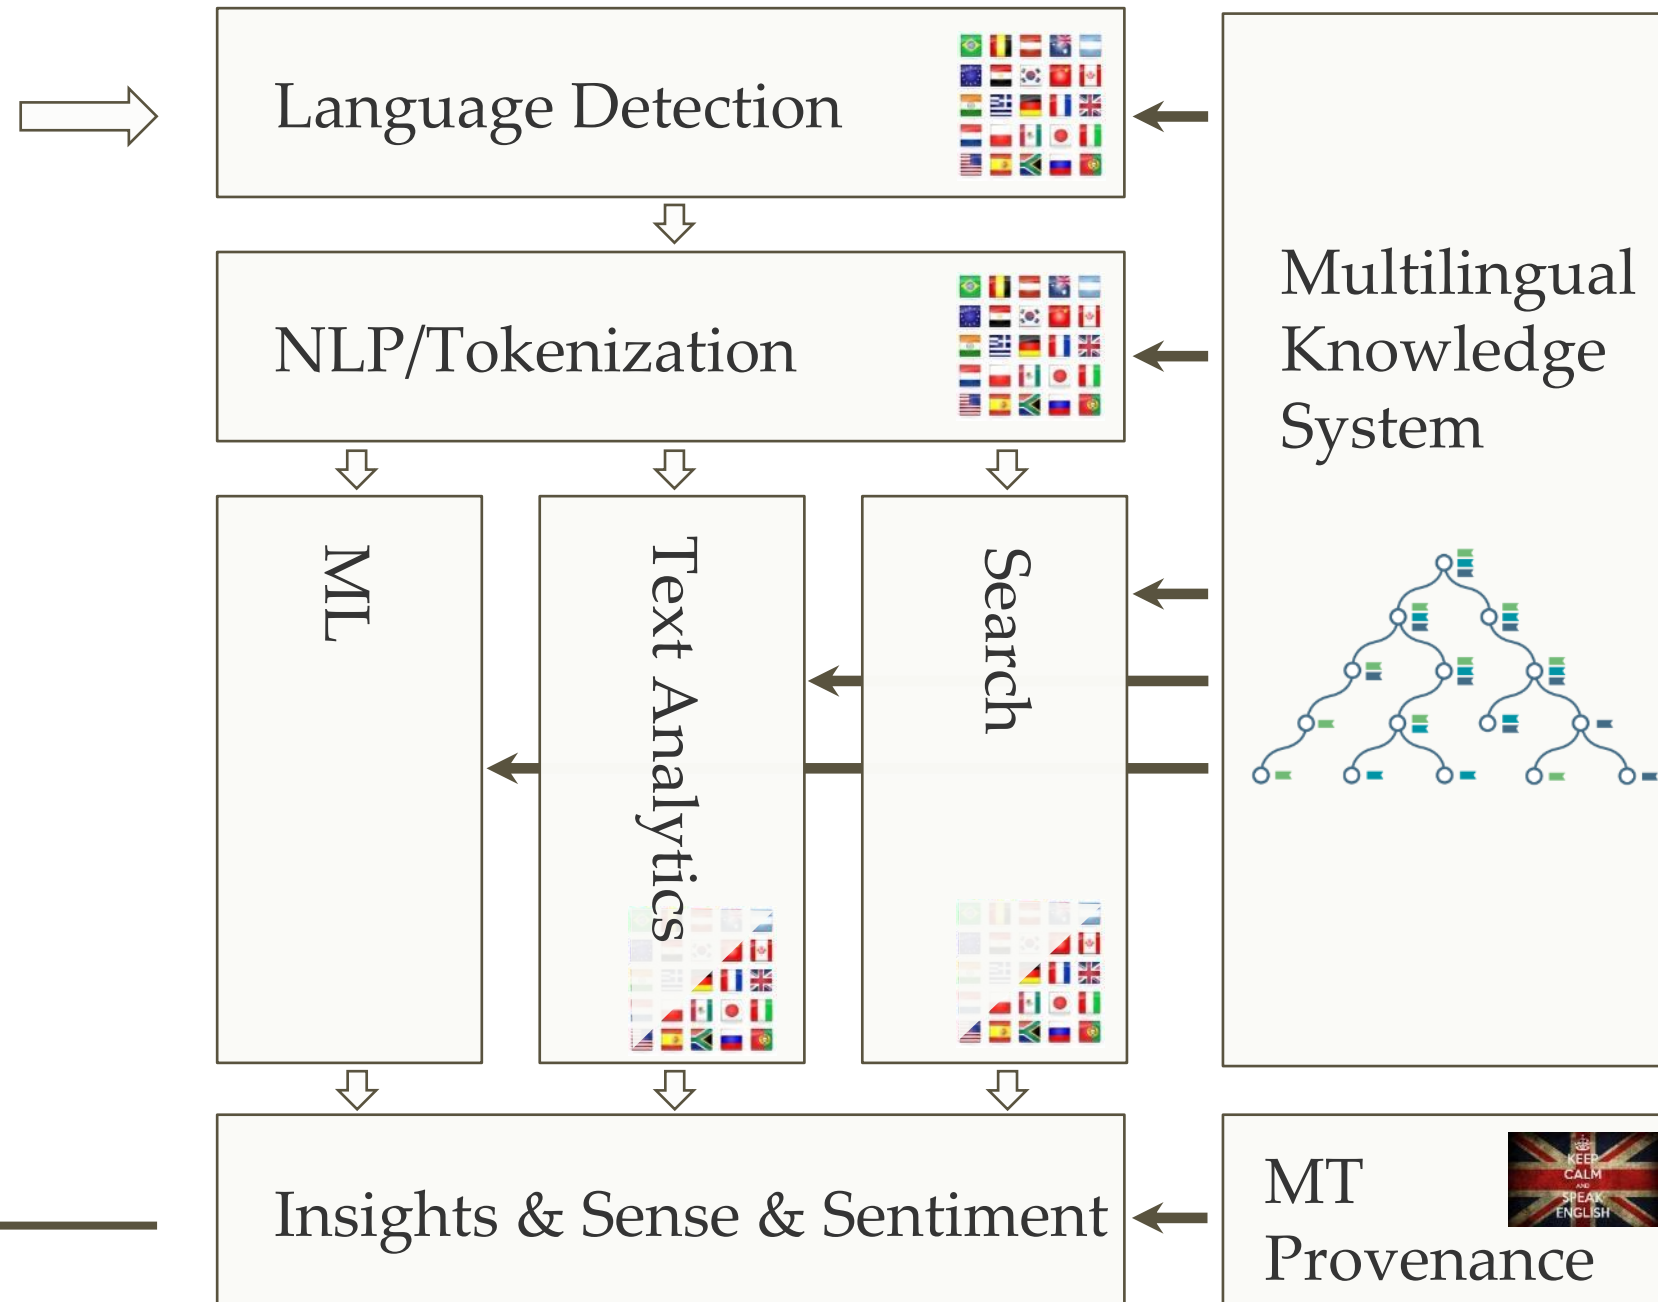 Language Detection
NLP/Tokenization
Multilingual
Knowledge
System
ML
Text Analytics
Search
Insights & Sense & Sentiment
MT
Provenance
KEEP
CALM
AND
SPEAK
ENGLISH